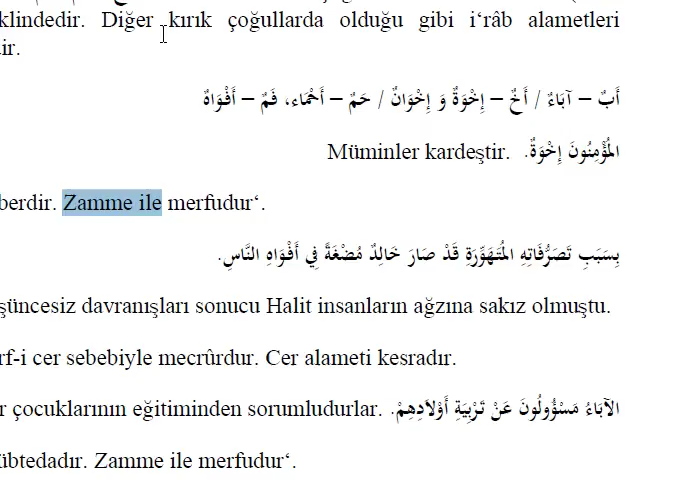 klindedir. Diğer kırık çoğullarda olduğu gibi i‘râb alametleri
ir.
أَبٌ – آبَاءٌ / أَخٌ – إِخْوَةٌ وَ إِخْوَانٌ / حَمٌ – أَحْمَاء، فَمٌ – أَفْوَاهٌ
الْمُؤْمِنُونَ إِخْوَةٌ. Müminler kardeştir.
berdir. Zamme ile merfudur‘.
بِسَبَبِ تَصَرُّفَاتِهِ الْمُتَهَوِّرَةِ قَدْ صَارَ خَالِدٌ مُضْغَةً فِي أَفْوَاهِ النَّاسِ.
şüncesiz davranışları sonucu Halit insanların ağzına sakız olmuştu.
rf-i cer sebebiyle mecrûrdur. Cer alameti kesradır.
الآبَاءُ مَسْؤُولُونَ عَنْ تَرْبِيَةِ أَوْلاَدِهِمْ. r çocuklarının eğitiminden sorumludurlar.
übtedadır. Zamme ile merfudur‘.